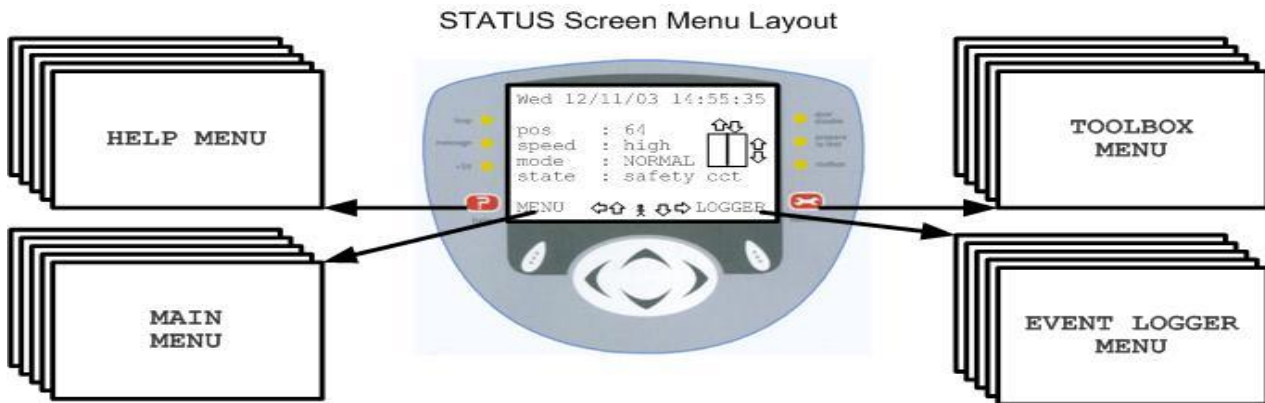 STATUS Screen Menu Layout
HELP MENU
MAIN
MENU
Wed 12/11/03 14:55:35
pos : 64
speed : high
mode : NORMAL
state : safety cct
MENU LOGGER
message
?
TOOLBOX
MENU
EVENT LOGGER
MENU